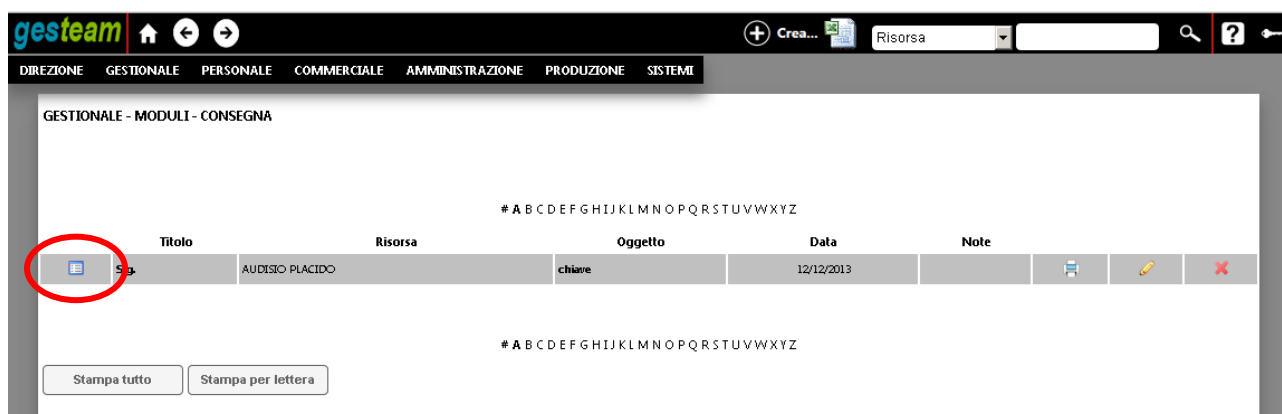 gesteam Crea... Risorsa ?
DIREZIONE GESTIONALE PERSONALE COMMERCIALE AMMINISTRAZIONE PRODUZIONE SISTEMI
GESTIONALE - MODULI - CONSEGNA
# A B C D E F G H I J K L M N O P Q R S T U V W X Y Z
Titolo Risorsa Oggetto Data Note
Sig. AUDISIO PLACIDO chiave 12/12/2013
# A B C D E F G H I J K L M N O P Q R S T U V W X Y Z
Stampa tutto Stampa per lettera